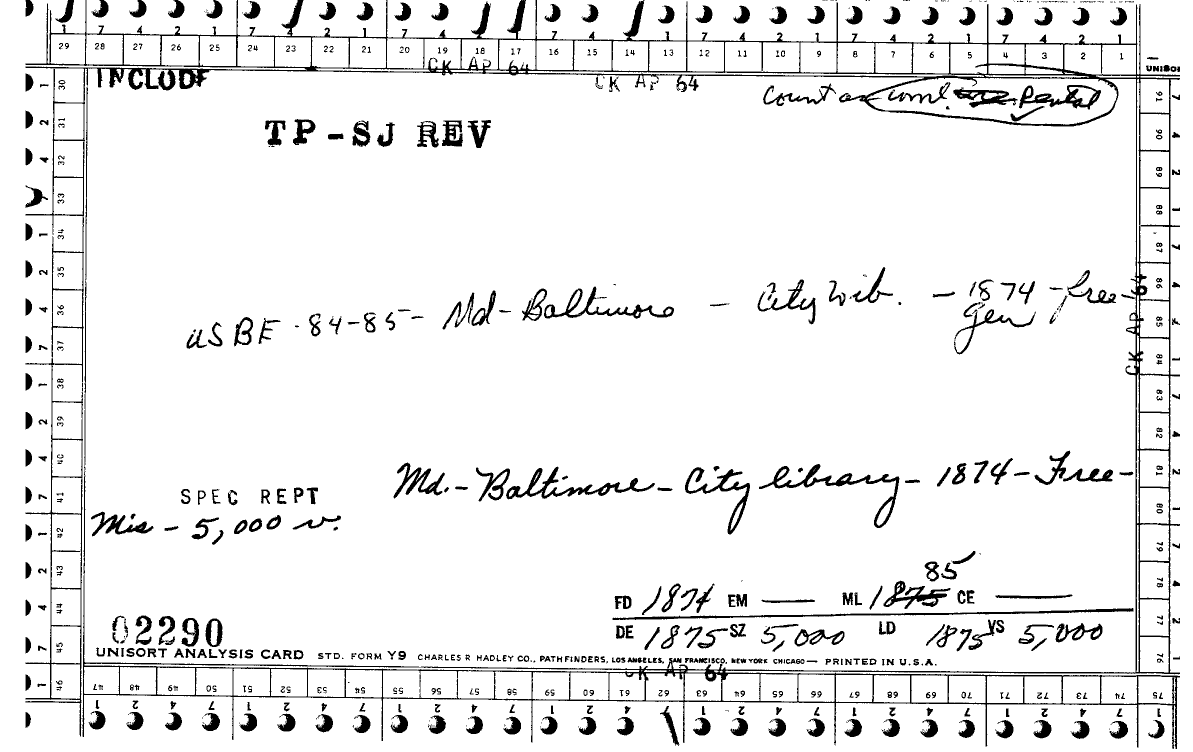 7 4 2 1 7 4 2 1 7 4 2 1 7 4 2 1 7 4 2 1 7 4 2 1 7 4 2 1
29 28 27 26 25 24 23 22 21 20 19 18 17 16 15 14 13 12 11 10 9 8 7 6 5 4 3 2 1
UNISORT
CK AP 64
CK AP 64
INCLUDE
Count as coml. Rental
TP-SJ REV
USBE-84-85- Md-Baltimore - City Lib. - 1874 - free
gen
CK AP 64
Md.-Baltimore-City library-1874-Free-
SPEC REPT
Mis - 5,000 v.
85
FD 1874 EM — ML 1875 CE —
DE 1875 SZ 5,000 LD 1875 VS 5,000
02290
UNISORT ANALYSIS CARD STD. FORM Y9 CHARLES R HADLEY CO., PATHFINDERS, LOS ANGELES, SAN FRANCISCO, NEW YORK CHICAGO — PRINTED IN U.S.A.
CK AP 64
30 31 32 33 34 35 36 37 38 39 40 41 42 43 44 45 46
91 90 89 88 87 86 85 84 83 82 81 80 79 78 77 76
47 48 49 50 51 52 53 54 55 56 57 58 59 60 61 62 63 64 65 66 67 68 69 70 71 72 73 74 75